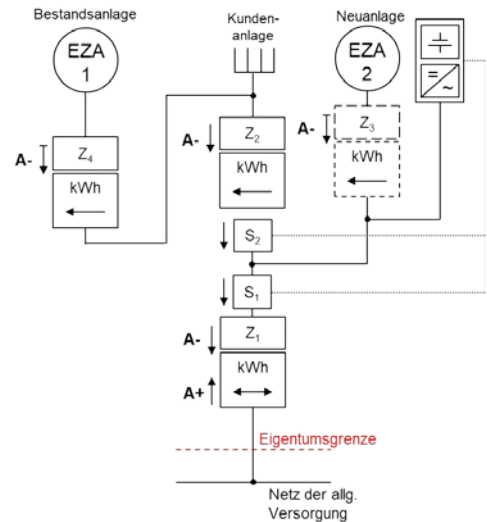 Bestandsanlage
EZA
1
Kunden-
anlage
Neuanlage
EZA
2
=
~
A-
Z4
kWh
A-
Z2
kWh
A-
Z3
kWh
S2
S1
A-
Z1
A+
kWh
Eigentumsgrenze
Netz der allg.
Versorgung